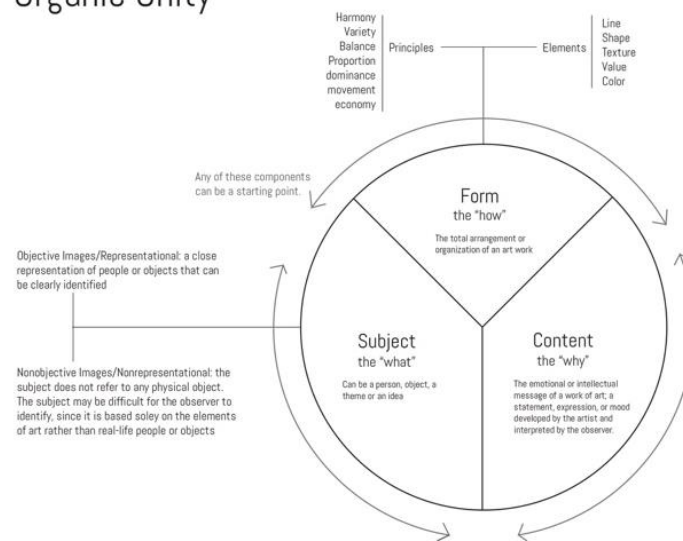 Organic Unity
Harmony
Variety
Balance
Proportion
dominance
movement
economy
Principles
Elements
Line
Shape
Texture
Value
Color
Any of these components
can be a starting point.
Form
the "how"
The total arrangement or
organization of an art work
Objective Images/Representational: a close
representation of people or objects that can
be clearly identified
Nonobjective Images/Nonrepresentational: the
subject does not refer to any physical object.
The subject may be difficult for the observer to
identify, since it is based soley on the elements
of art rather than real-life people or objects
Subject
the "what"
Can be a person, object, a
theme or an idea
Content
the "why"
The emotional or intellectual
message of a work of art; a
statement, expression, or mood
developed by the artist and
interpreted by the observer.